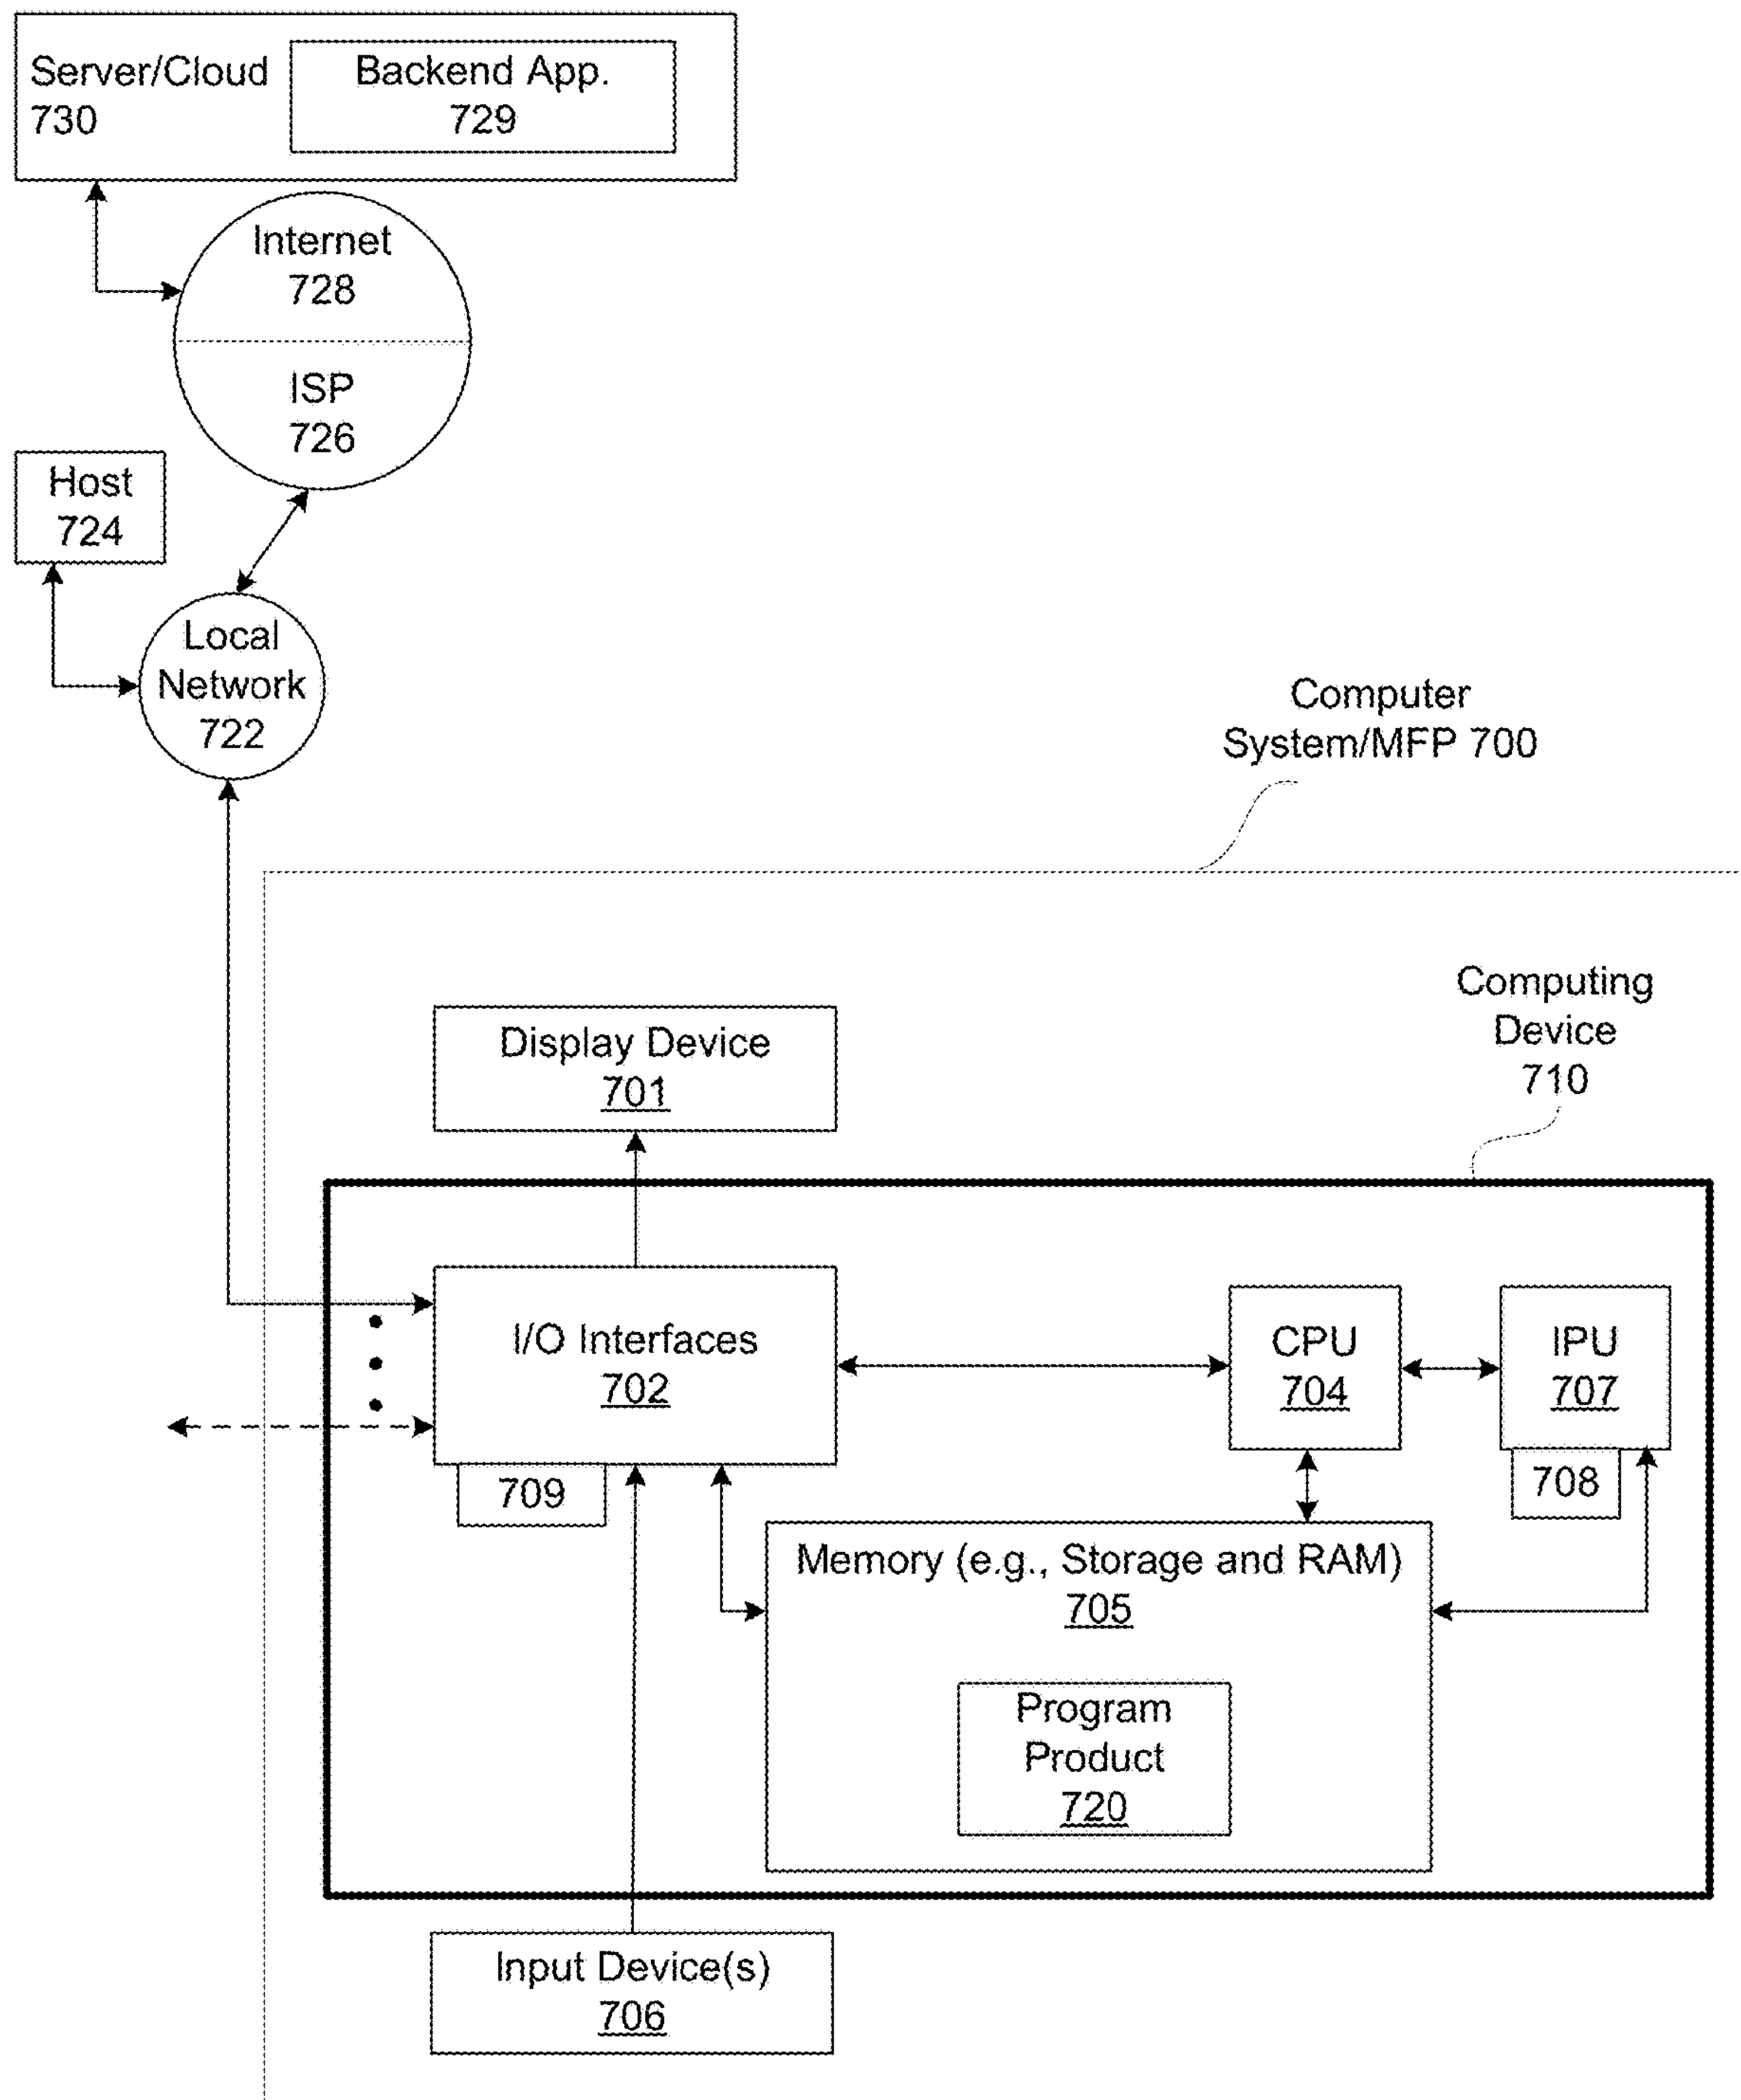 Server/Cloud
730
Backend App.
729
Internet
728
ISP
726
Host
724
Local
Network
722
Computer
System/MFP 700
Computing
Device
710
Display Device
701
I/O Interfaces
702
CPU
704
IPU
707
709
708
Memory (e.g., Storage and RAM)
705
Program
Product
720
Input Device(s)
706